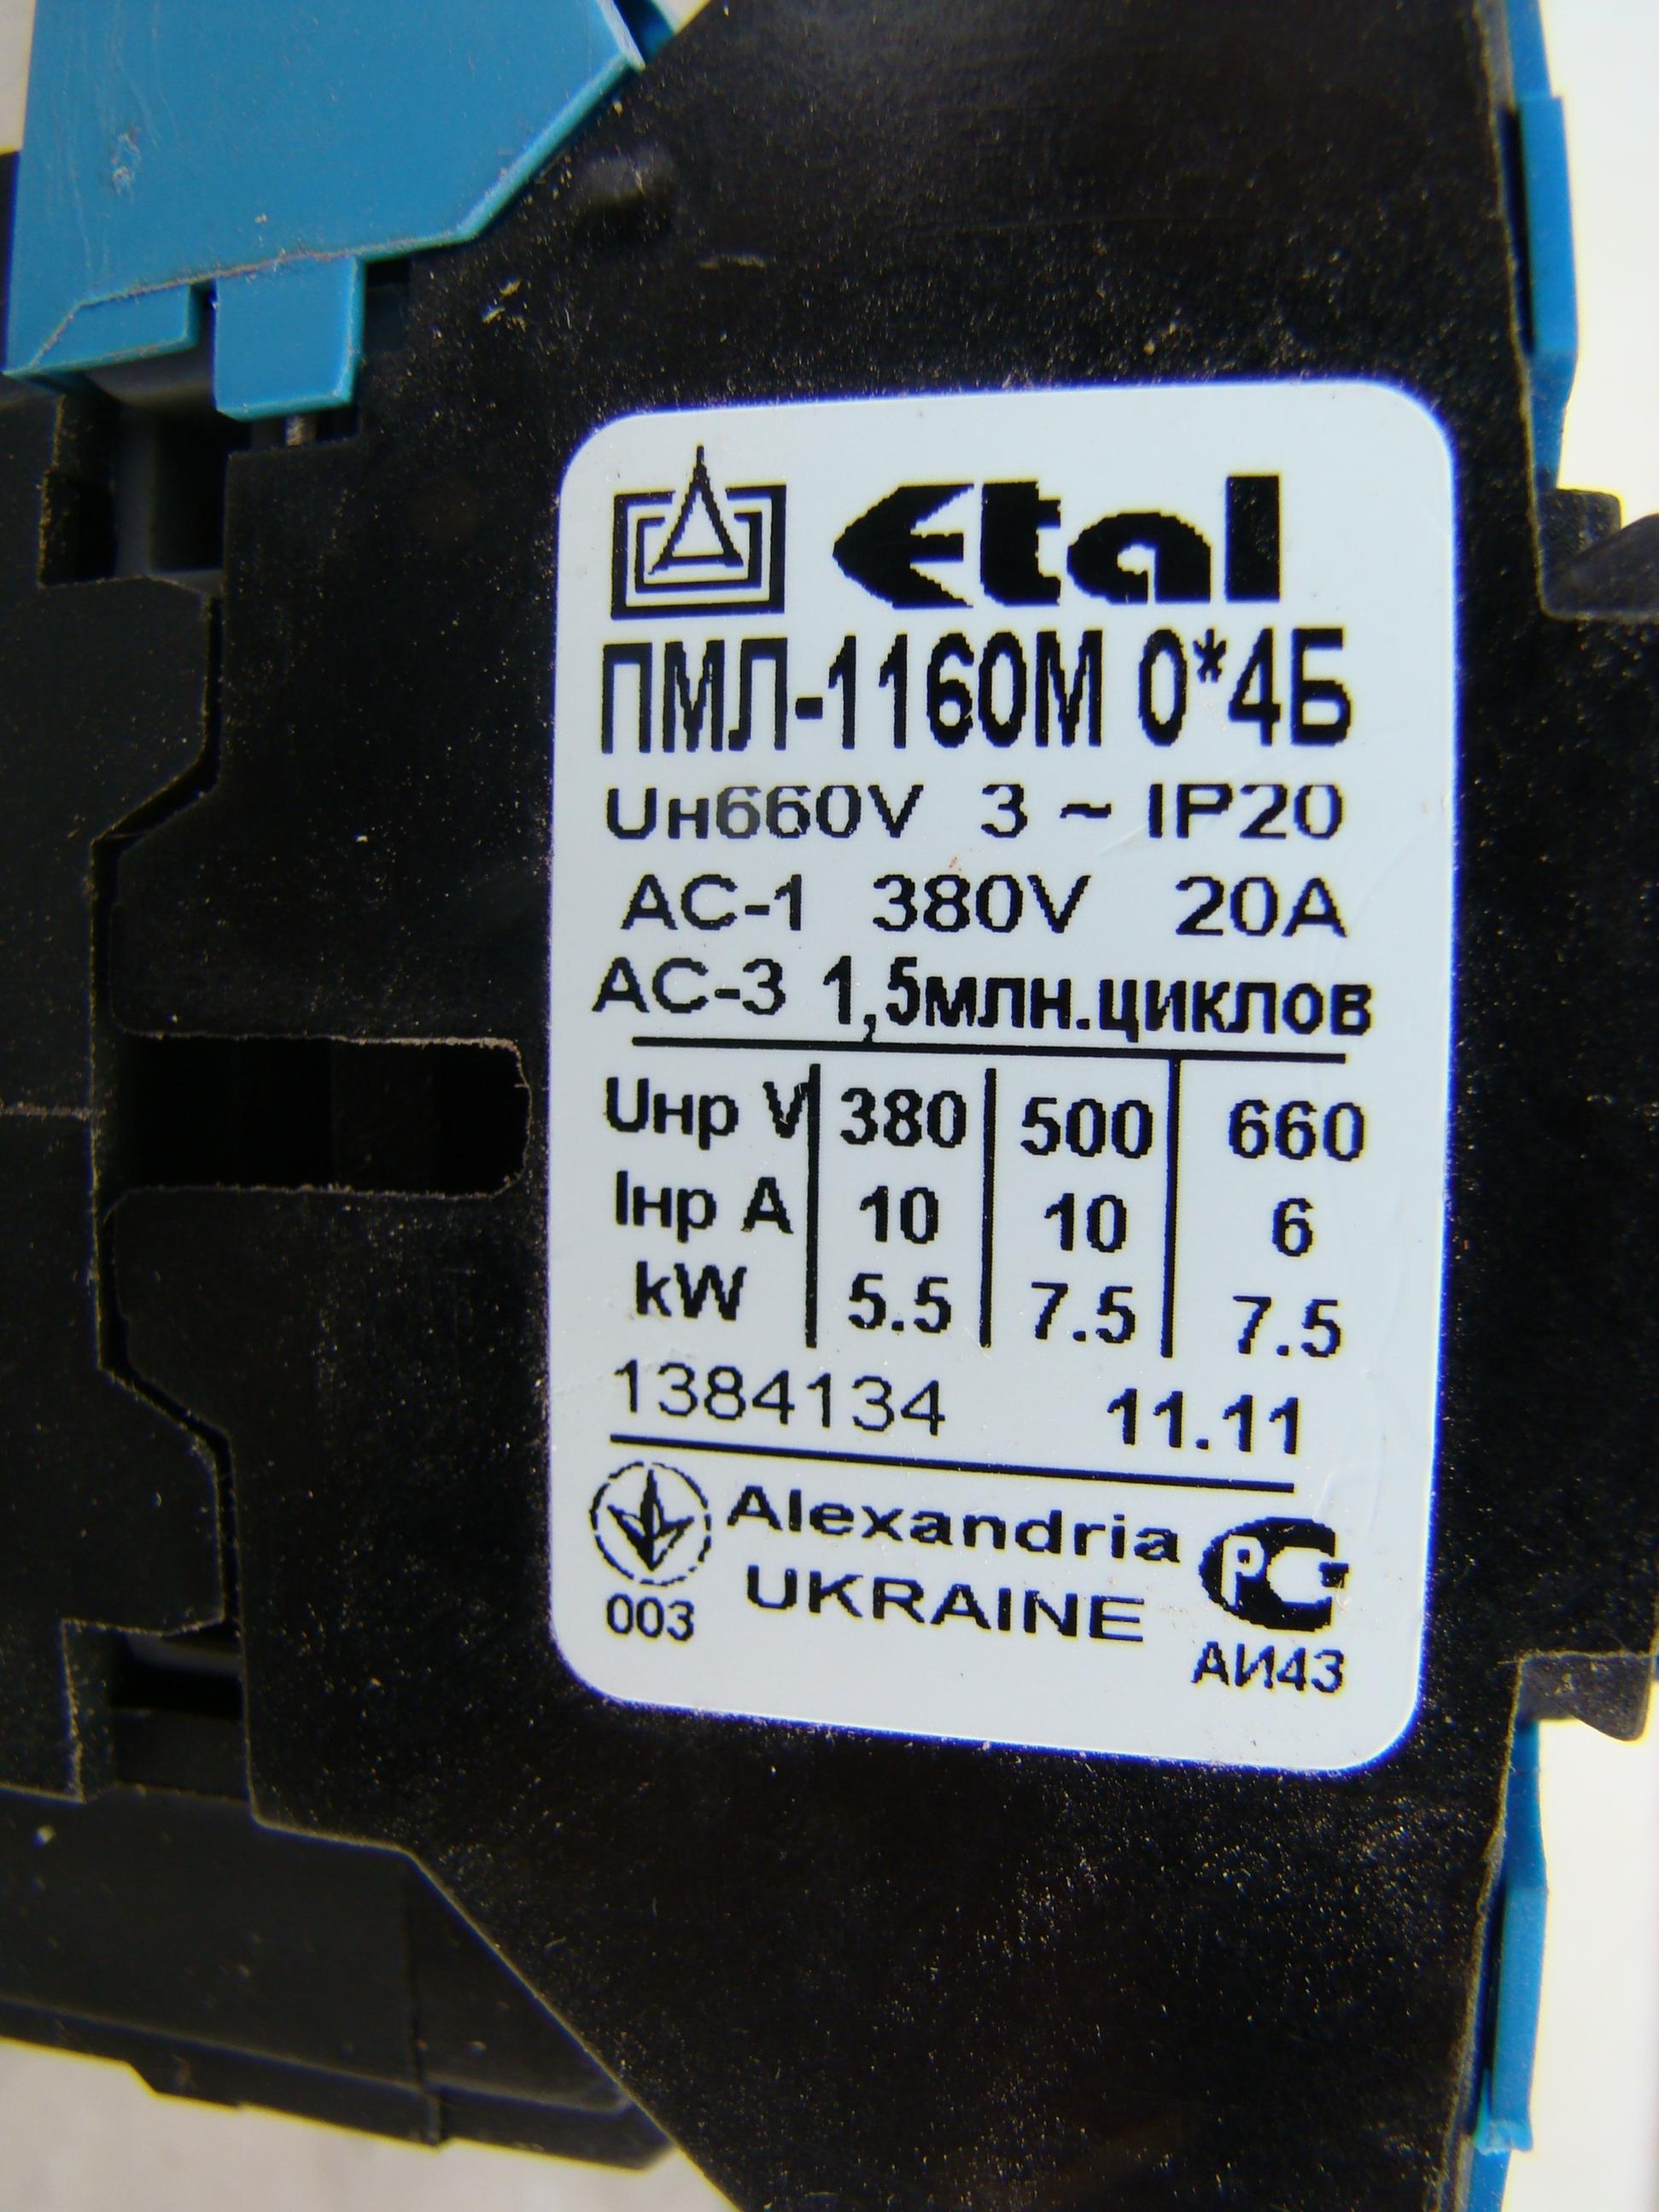 Etal
ПМЛ-1160М 0*4Б
Uн660V 3 ~ IP20
AC-1 380V 20A
AC-3 1,5млн.циклов
Uнр V 380 500 660
Iнр A 10 10 6
kW 5.5 7.5 7.5
1384134 11.11
Alexandria
UKRAINE
003
РС
АИ43